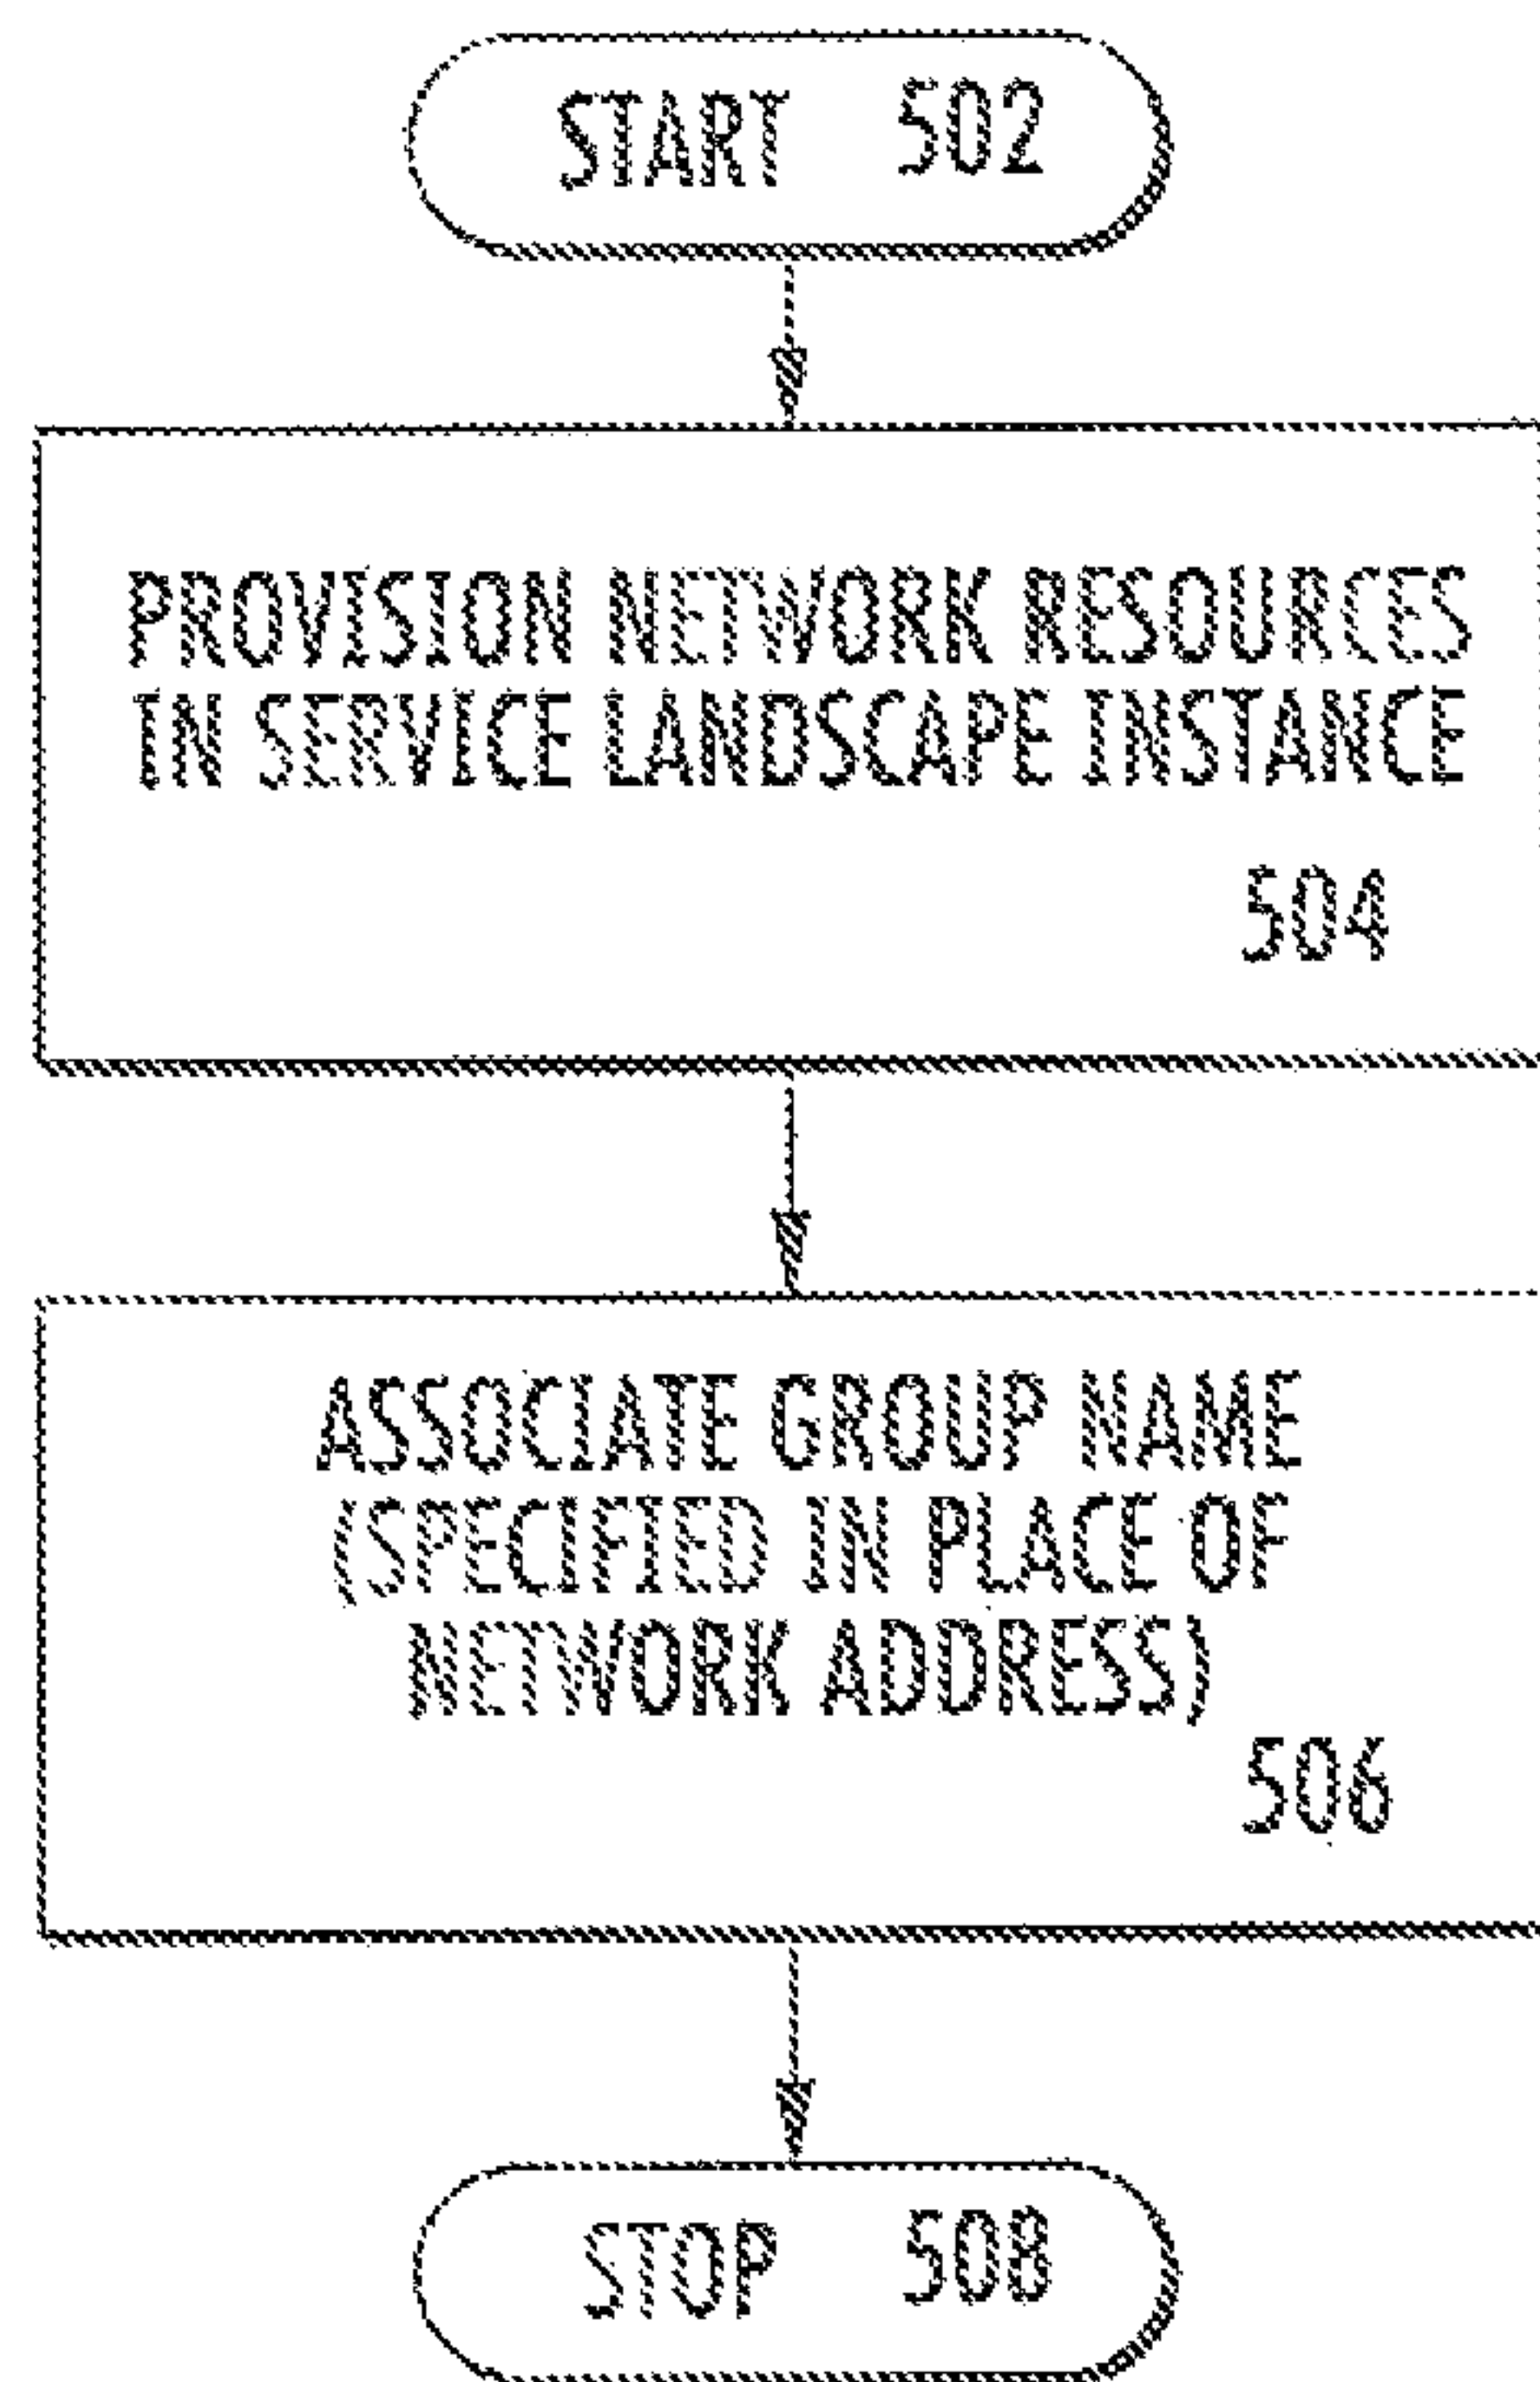 START 502
PROVISION NETWORK RESOURCES
IN SERVICE LANDSCAPE INSTANCE
504
ASSOCIATE GROUP NAME
(SPECIFIED IN PLACE OF
NETWORK ADDRESS)
506
STOP 508